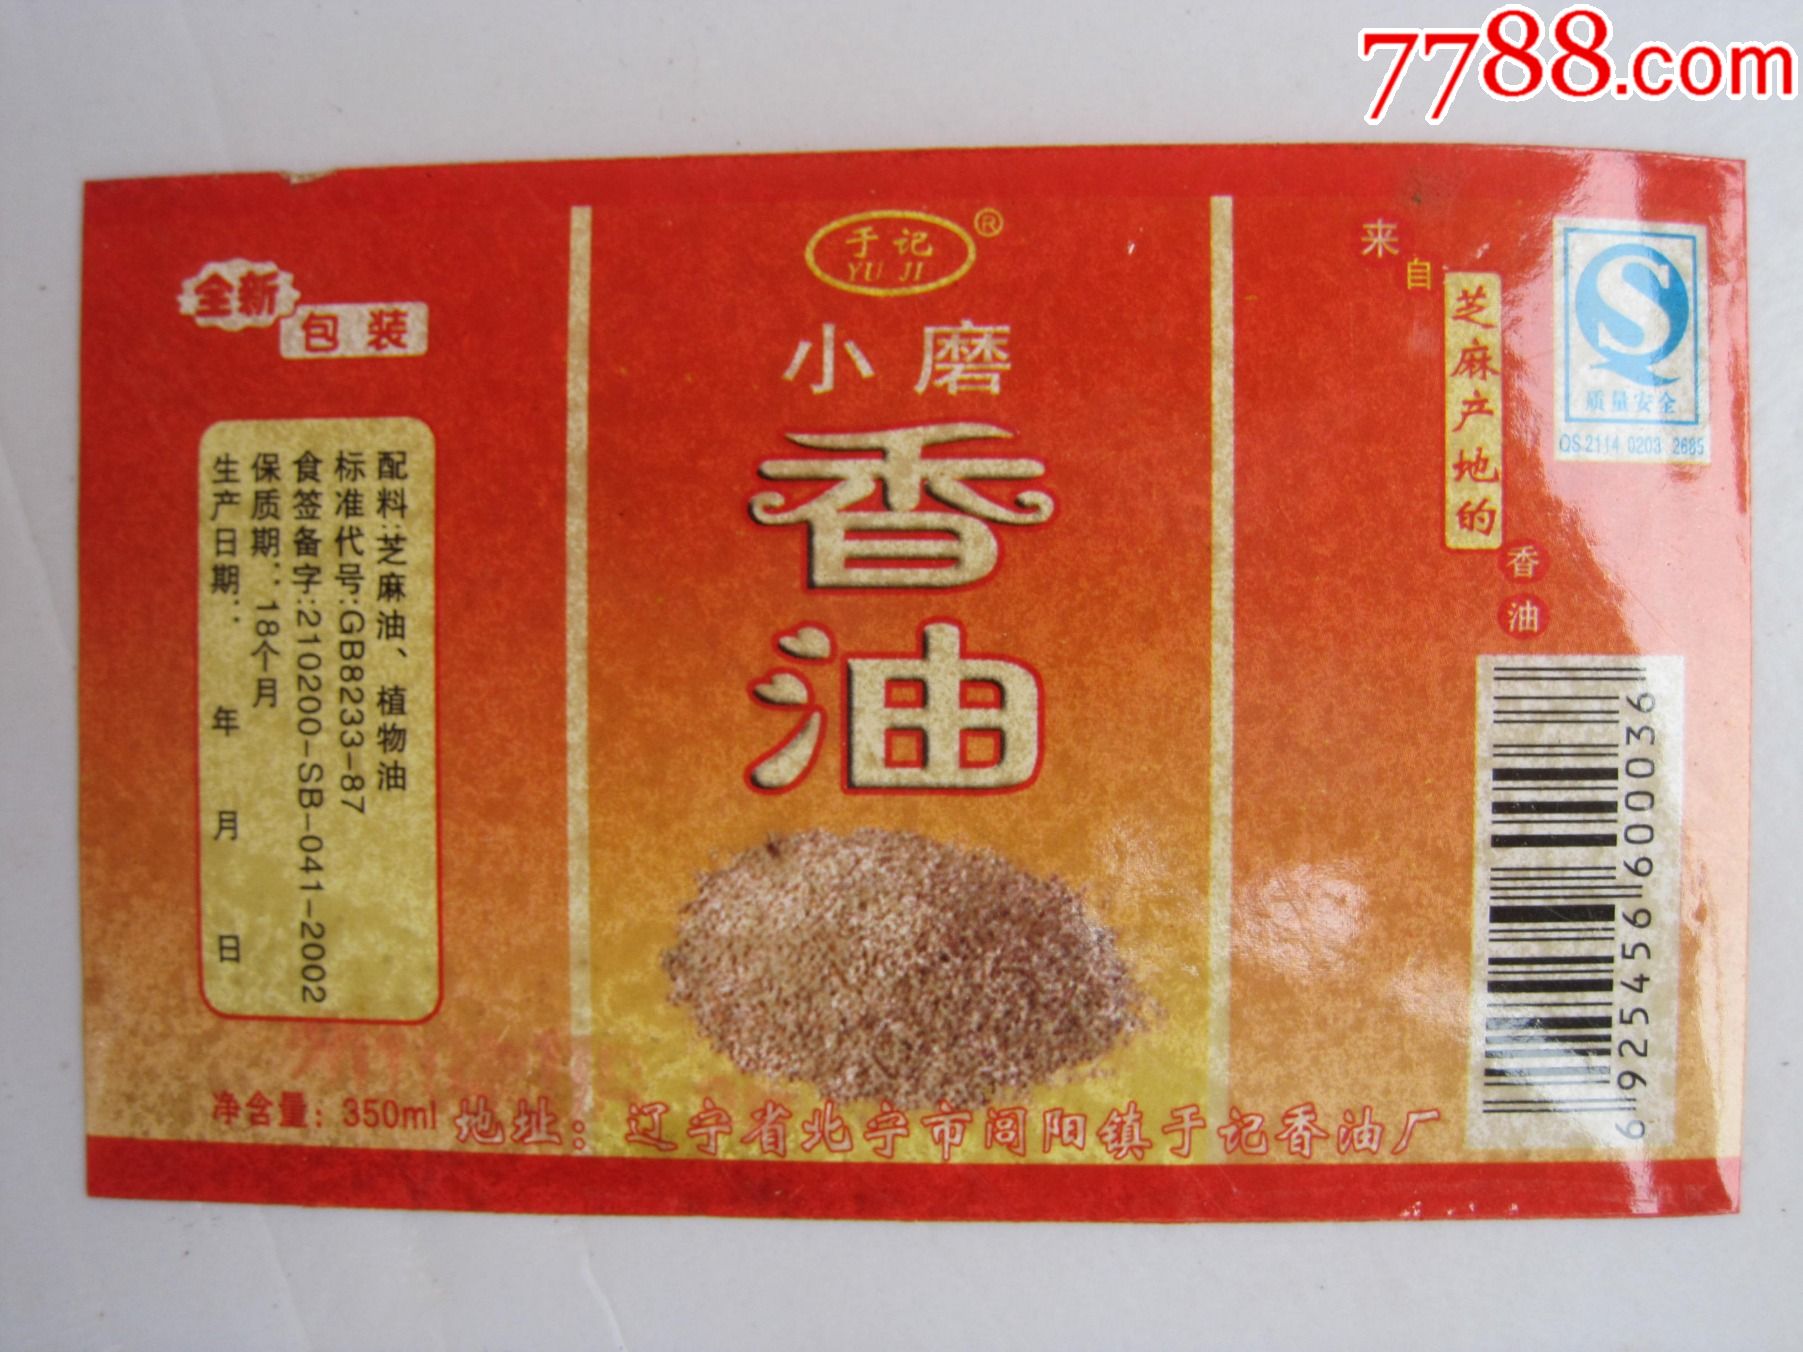 7788.com
全新
包装
配料:芝麻油、植物油
标准代号:GB8233-87
食签备字:210200-SB-041-2002
保质期:18个月
生产日期: 年 月 日
净含量:350ml
于记®
YU JI
小磨
香油
地址:辽宁省北宁市闾阳镇于记香油厂
来自
芝麻产地的
香油
质量安全
QS 2114 0203 2685
6925456600036